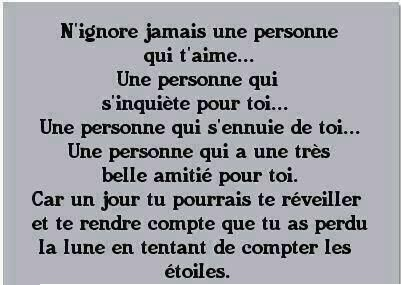 N'ignore jamais une personne
qui t'aime...
Une personne qui
s'inquiète pour toi...
Une personne qui s'ennuie de toi...
Une personne qui a une très
belle amitié pour toi.
Car un jour tu pourrais te réveiller
et te rendre compte que tu as perdu
la lune en tentant de compter les
étoiles.